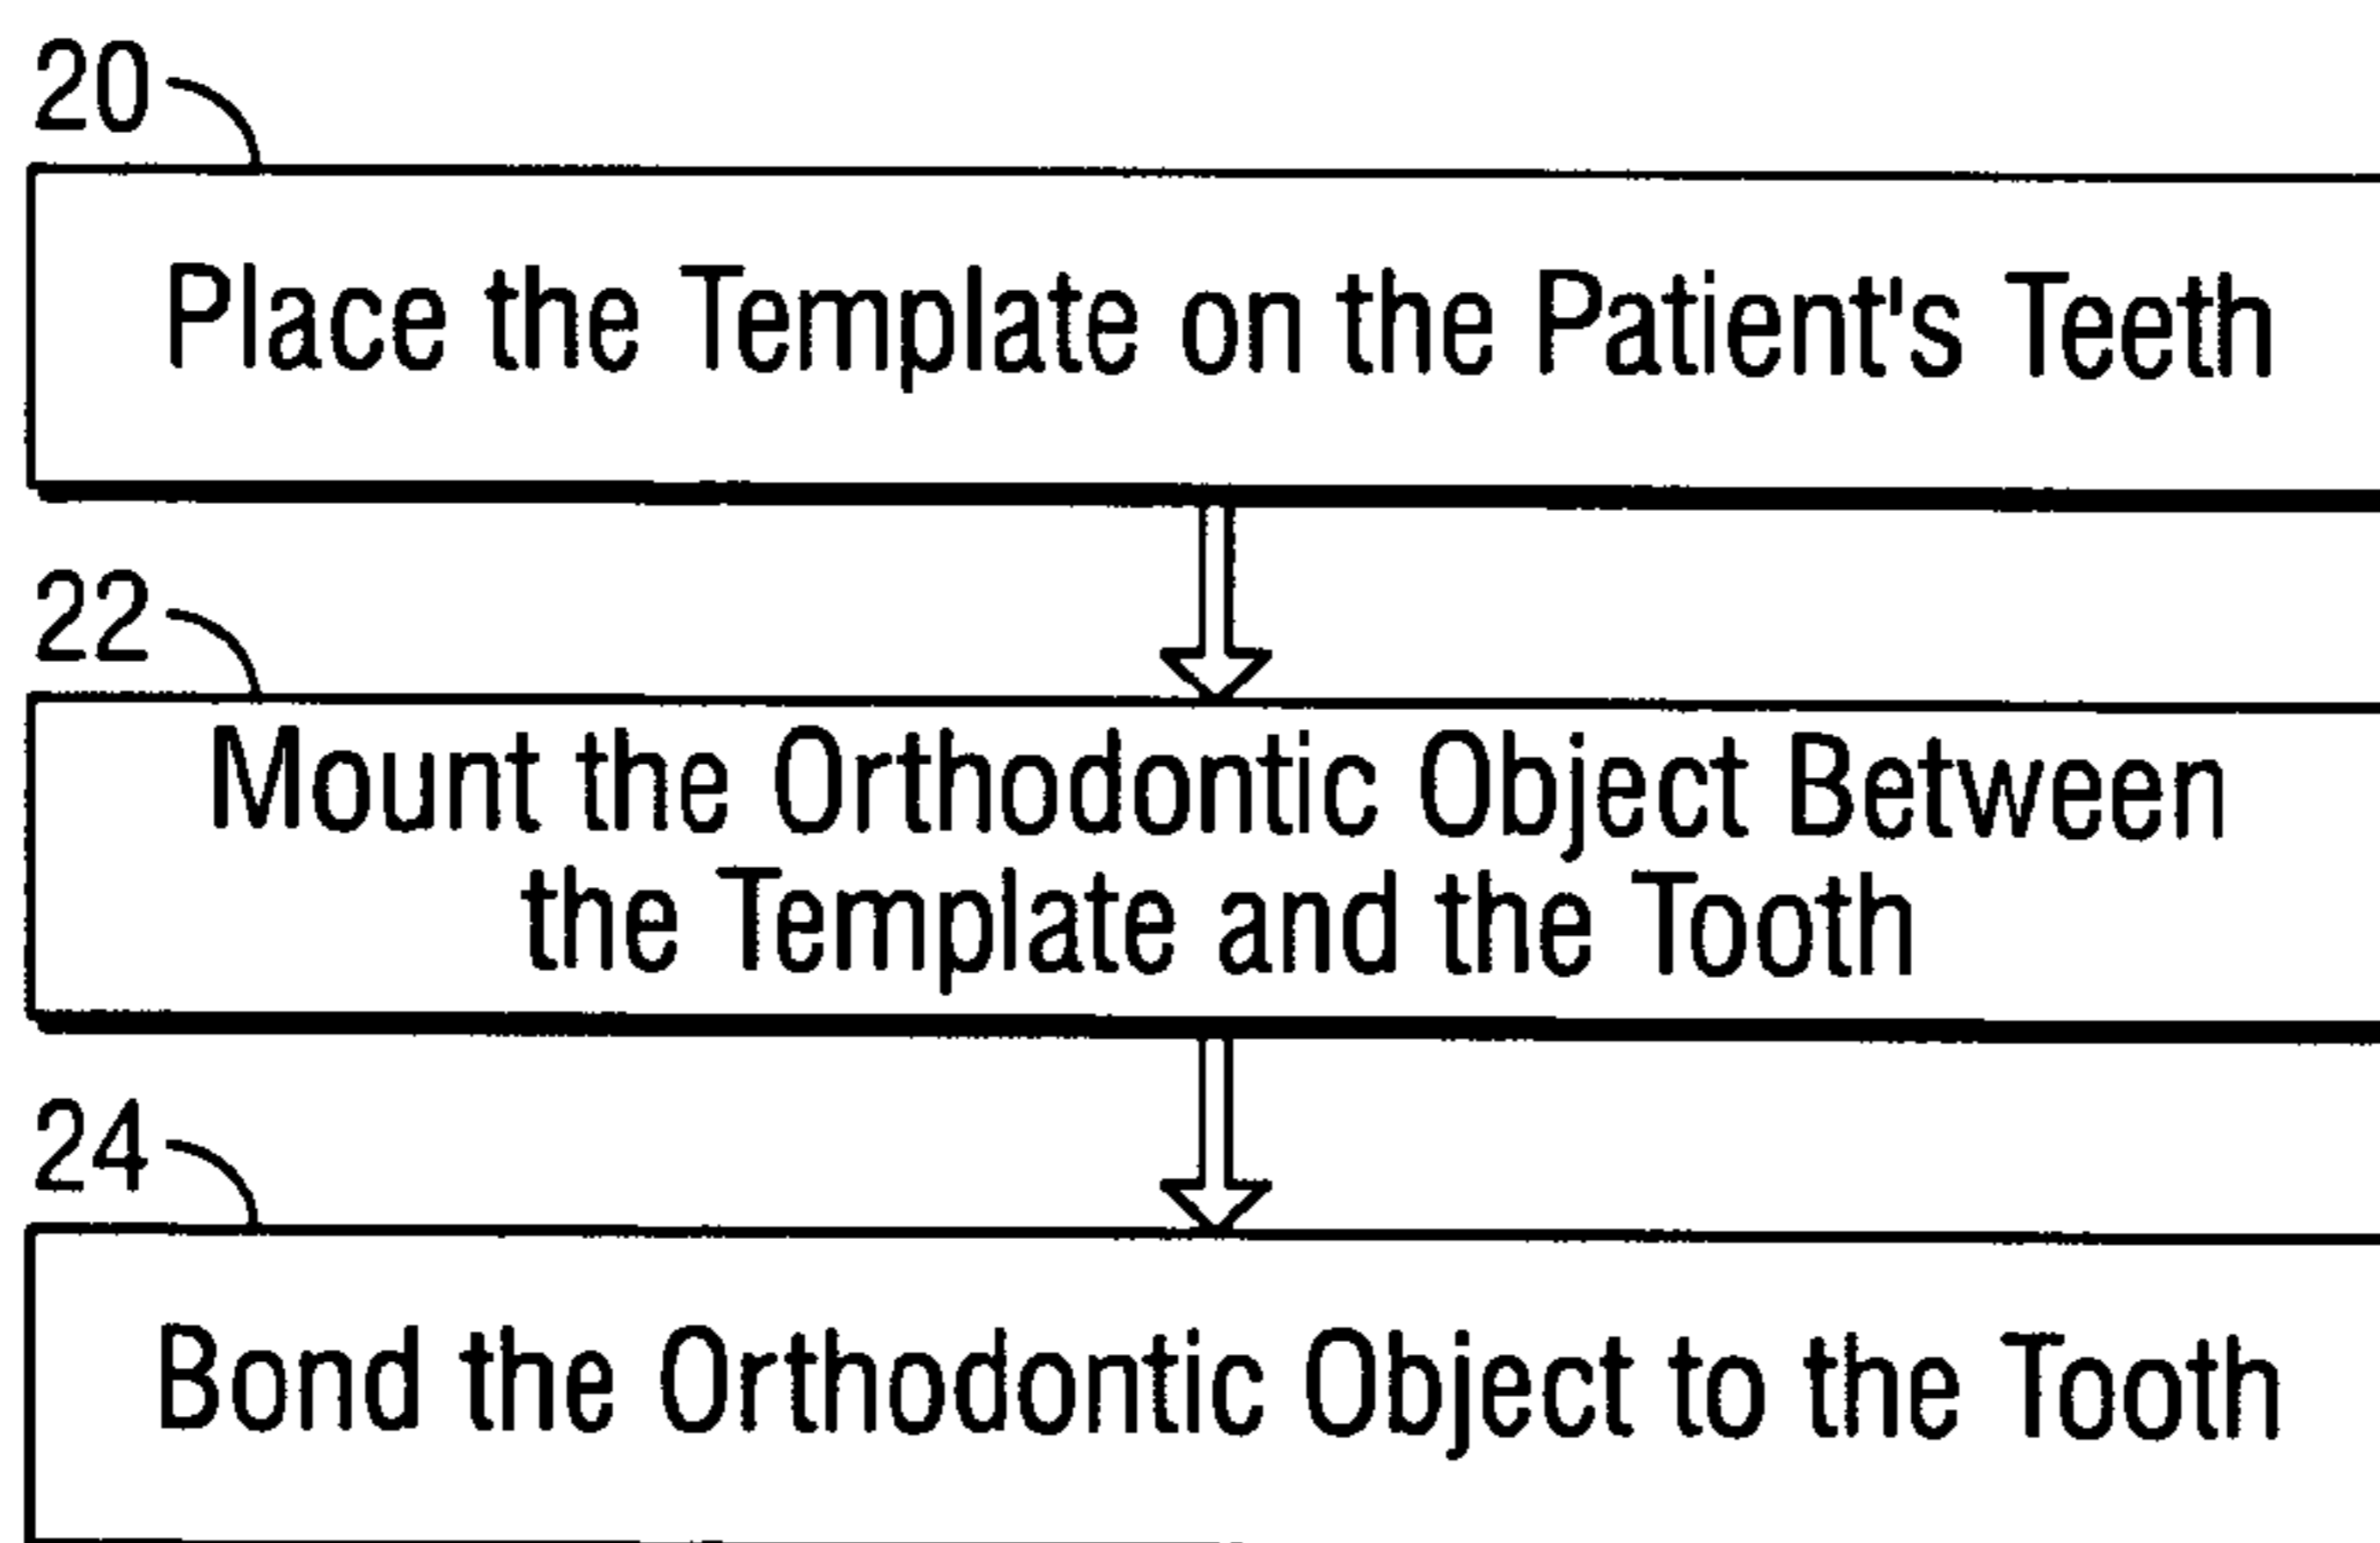 20
Place the Template on the Patient's Teeth
22
Mount the Orthodontic Object Between
the Template and the Tooth
24
Bond the Orthodontic Object to the Tooth